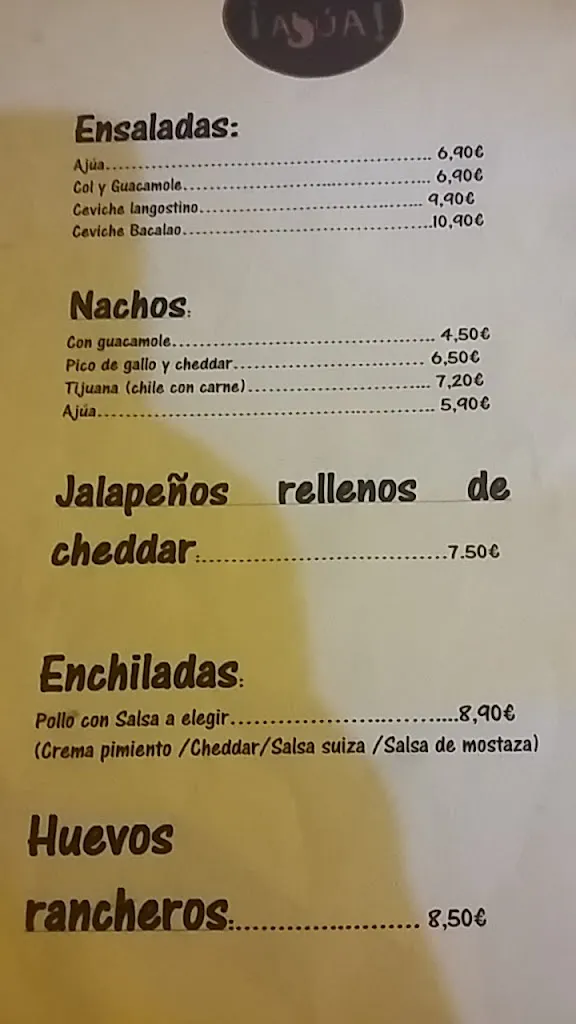 ¡AJÚA!
Ensaladas:
Ajúa........................................................ 6,90€
Col y Guacamole.......................................... 6,90€
Ceviche langostino...................................... 9,90€
Ceviche Bacalao...........................................10,90€
Nachos:
Con guacamole............................................ 4,50€
Pico de gallo y cheddar................................ 6,50€
Tijuana (chile con carne)............................... 7,20€
Ajúa......................................................... 5,90€
Jalapeños rellenos de
cheddar:........................................7.50€
Enchiladas:
Pollo con Salsa a elegir.....................................8,90€
(Crema pimiento /Cheddar/Salsa suiza /Salsa de mostaza)
Huevos
rancheros:............................. 8,50€